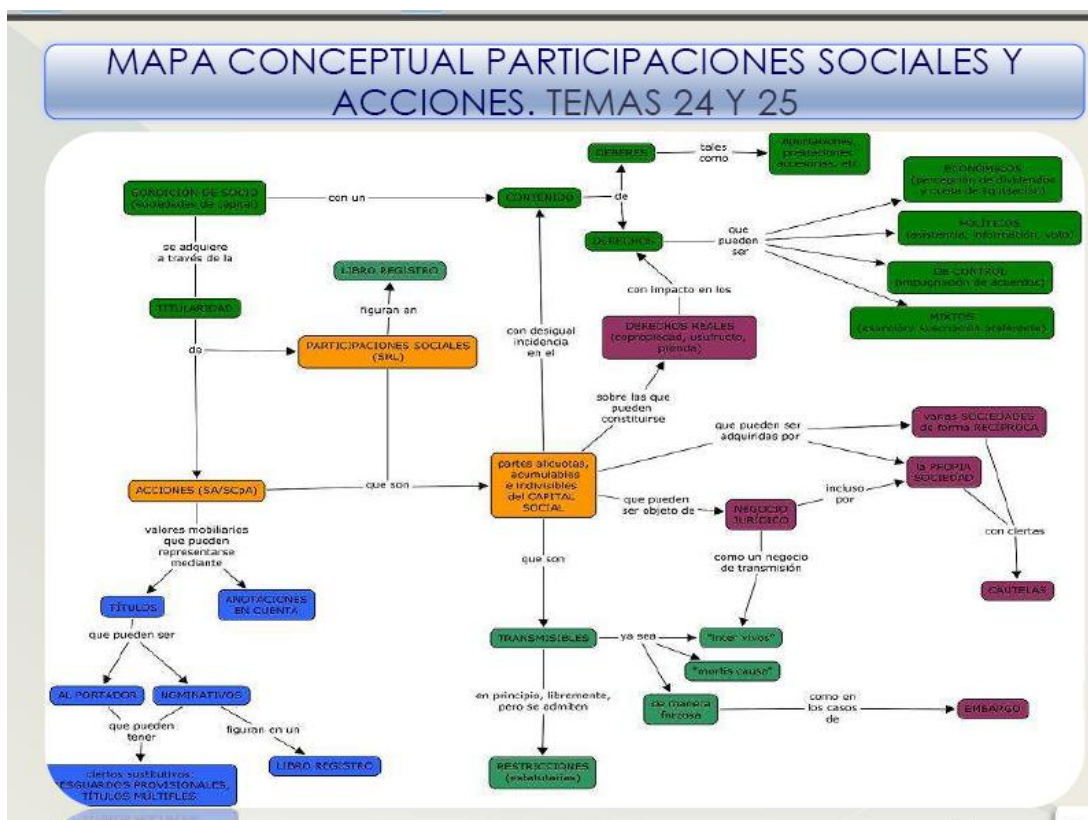 MAPA CONCEPTUAL PARTICIPACIONES SOCIALES Y
ACCIONES. TEMAS 24 Y 25
DEBERES
tales
como
Aportaciones,
prestaciones
accesorias, etc.
CONDICIÓN DE SOCIO
(sociedades de capital)
con un
CONTENIDO
de
DERECHOS
que
pueden
ser
ECONÓMICOS
(percepción de dividendos
y cuota de liquidación)
POLÍTICOS
(asistencia, información, voto)
DE CONTROL
(impugnación de acuerdos)
MIXTOS
(asunción/ suscripción preferente)
se adquiere
a través de la
TITULARIDAD
de
LIBRO REGISTRO
figuran an
PARTICIPACIONES SOCIALES
(SRL)
con desigual
incidencia
en el
con impacto en los
DERECHOS REALES
(copropiedad, usufructo,
prenda)
sobre las que
pueden
constituirse
ACCIONES (SA/SCpA)
que son
partes alícuotas,
acumulables
e indivisibles
del CAPITAL
SOCIAL
que pueden ser
adquiridas por
varias SOCIEDADES
de forma RECÍPROCA
la PROPIA
SOCIEDAD
que pueden
ser objeto de
NEGOCIO
JURÍDICO
incluso
por
con ciertas
CAUTELAS
como un negocio
de transmisión
valores mobiliarios
que pueden
representarse
mediante
TÍTULOS
ANOTACIONES
EN CUENTA
que pueden ser
AL PORTADOR
NOMINATIVOS
que pueden
tener
figuran en un
LIBRO REGISTRO
ciertos sustitutivos:
RESGUARDOS PROVISIONALES,
TÍTULOS MÚLTIPLES
que son
TRANSMISIBLES
ya sea
"inter vivos"
"mortis causa"
de manera
forzosa
como en
los casos
de
EMBARGO
en principio, libremente,
pero se admiten
RESTRICCIONES
(estatutarias)